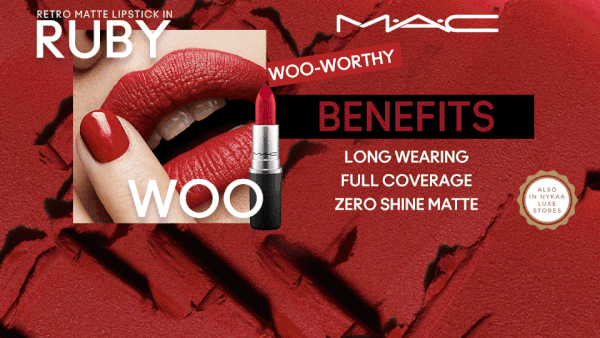 RETRO MATTE LIPSTICK IN
RUBY
WOO
M·A·C
WOO-WORTHY
BENEFITS
LONG WEARING
FULL COVERAGE
ZERO SHINE MATTE
MAC
ALSO
IN NYKAA
LUXE
STORES